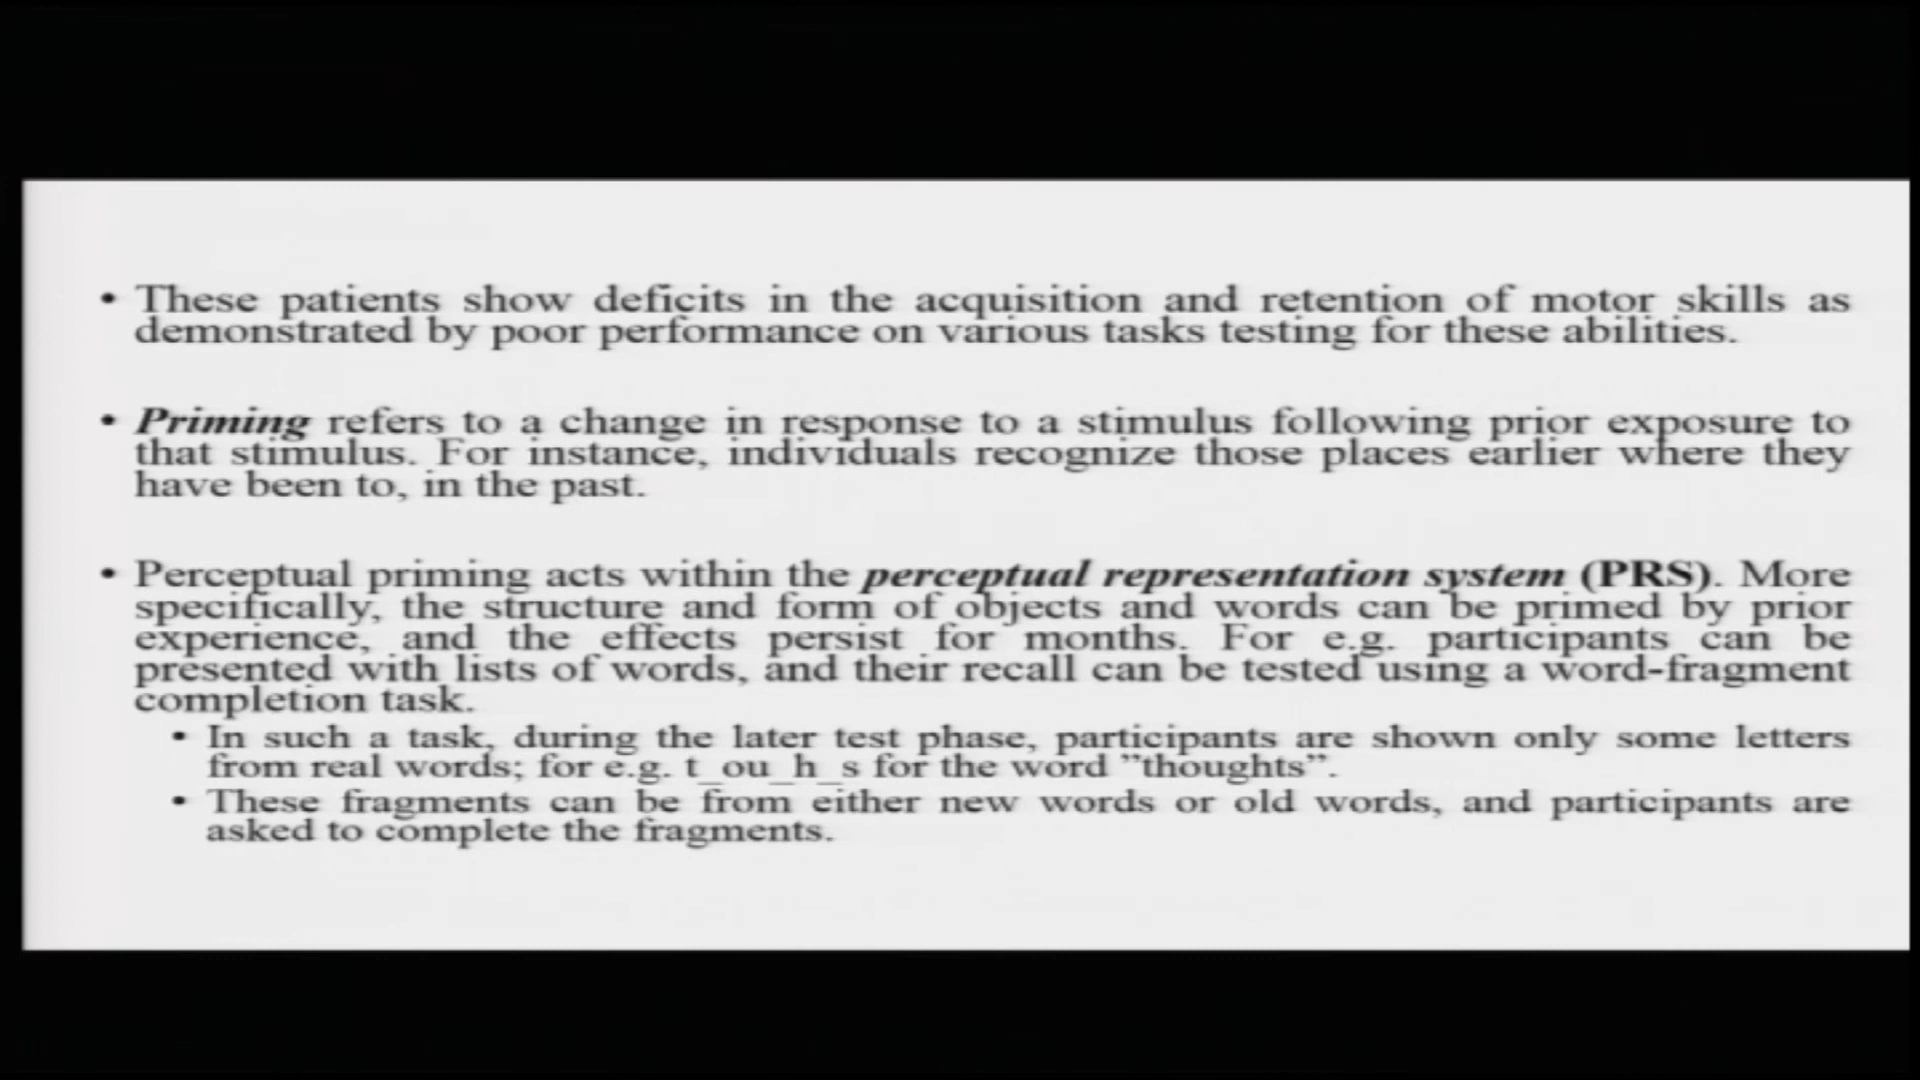 • These patients show deficits in the acquisition and retention of motor skills as
demonstrated by poor performance on various tasks testing for these abilities.
• Priming refers to a change in response to a stimulus following prior exposure to
that stimulus. For instance, individuals recognize those places earlier where they
have been to, in the past.
• Perceptual priming acts within the perceptual representation system (PRS). More
specifically, the structure and form of objects and words can be primed by prior
experience, and the effects persist for months. For e.g. participants can be
presented with lists of words, and their recall can be tested using a word-fragment
completion task.
• In such a task, during the later test phase, participants are shown only some letters
from real words; for e.g. t_ou_h_s for the word ”thoughts”.
• These fragments can be from either new words or old words, and participants are
asked to complete the fragments.